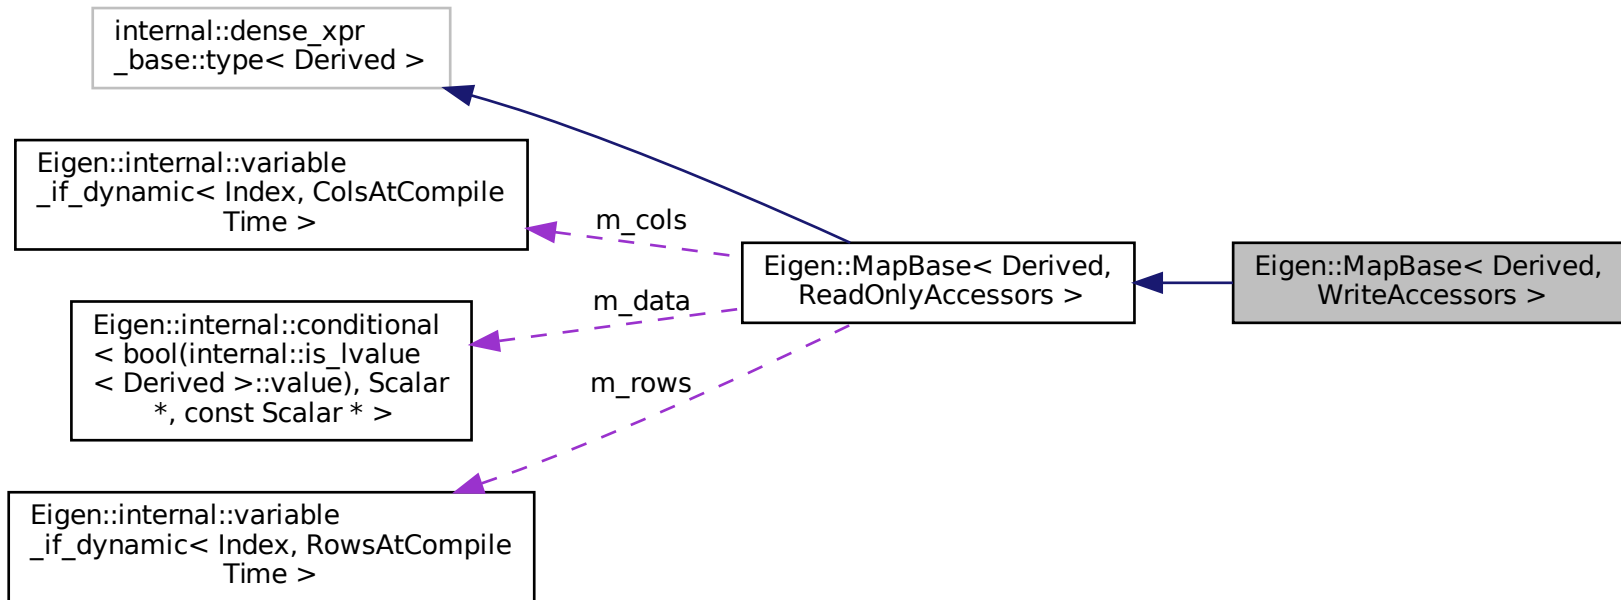 internal::dense_xpr
_base::type< Derived >
Eigen::internal::variable
_if_dynamic< Index, ColsAtCompile
Time >
m_cols
Eigen::MapBase< Derived,
ReadOnlyAccessors >
Eigen::MapBase< Derived,
WriteAccessors >
m_data
Eigen::internal::conditional
< bool(internal::is_lvalue
< Derived >::value), Scalar
*, const Scalar * >
m_rows
Eigen::internal::variable
_if_dynamic< Index, RowsAtCompile
Time >